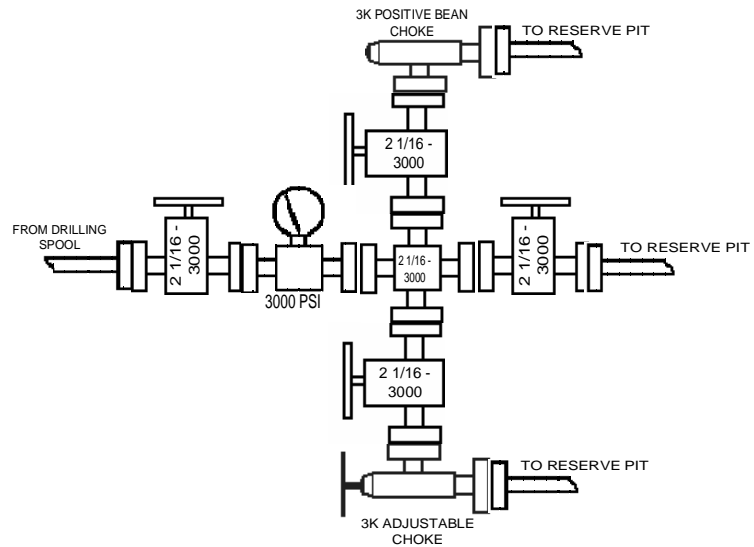 3K POSITIVE BEAN
CHOKE
TO RESERVE PIT
2 1/16 -
3000
FROM DRILLING
SPOOL
2 1/16 -
3000
3000 PSI
2 1/16 -
3000
2 1/16 -
3000
TO RESERVE PIT
2 1/16 -
3000
TO RESERVE PIT
3K ADJUSTABLE
CHOKE